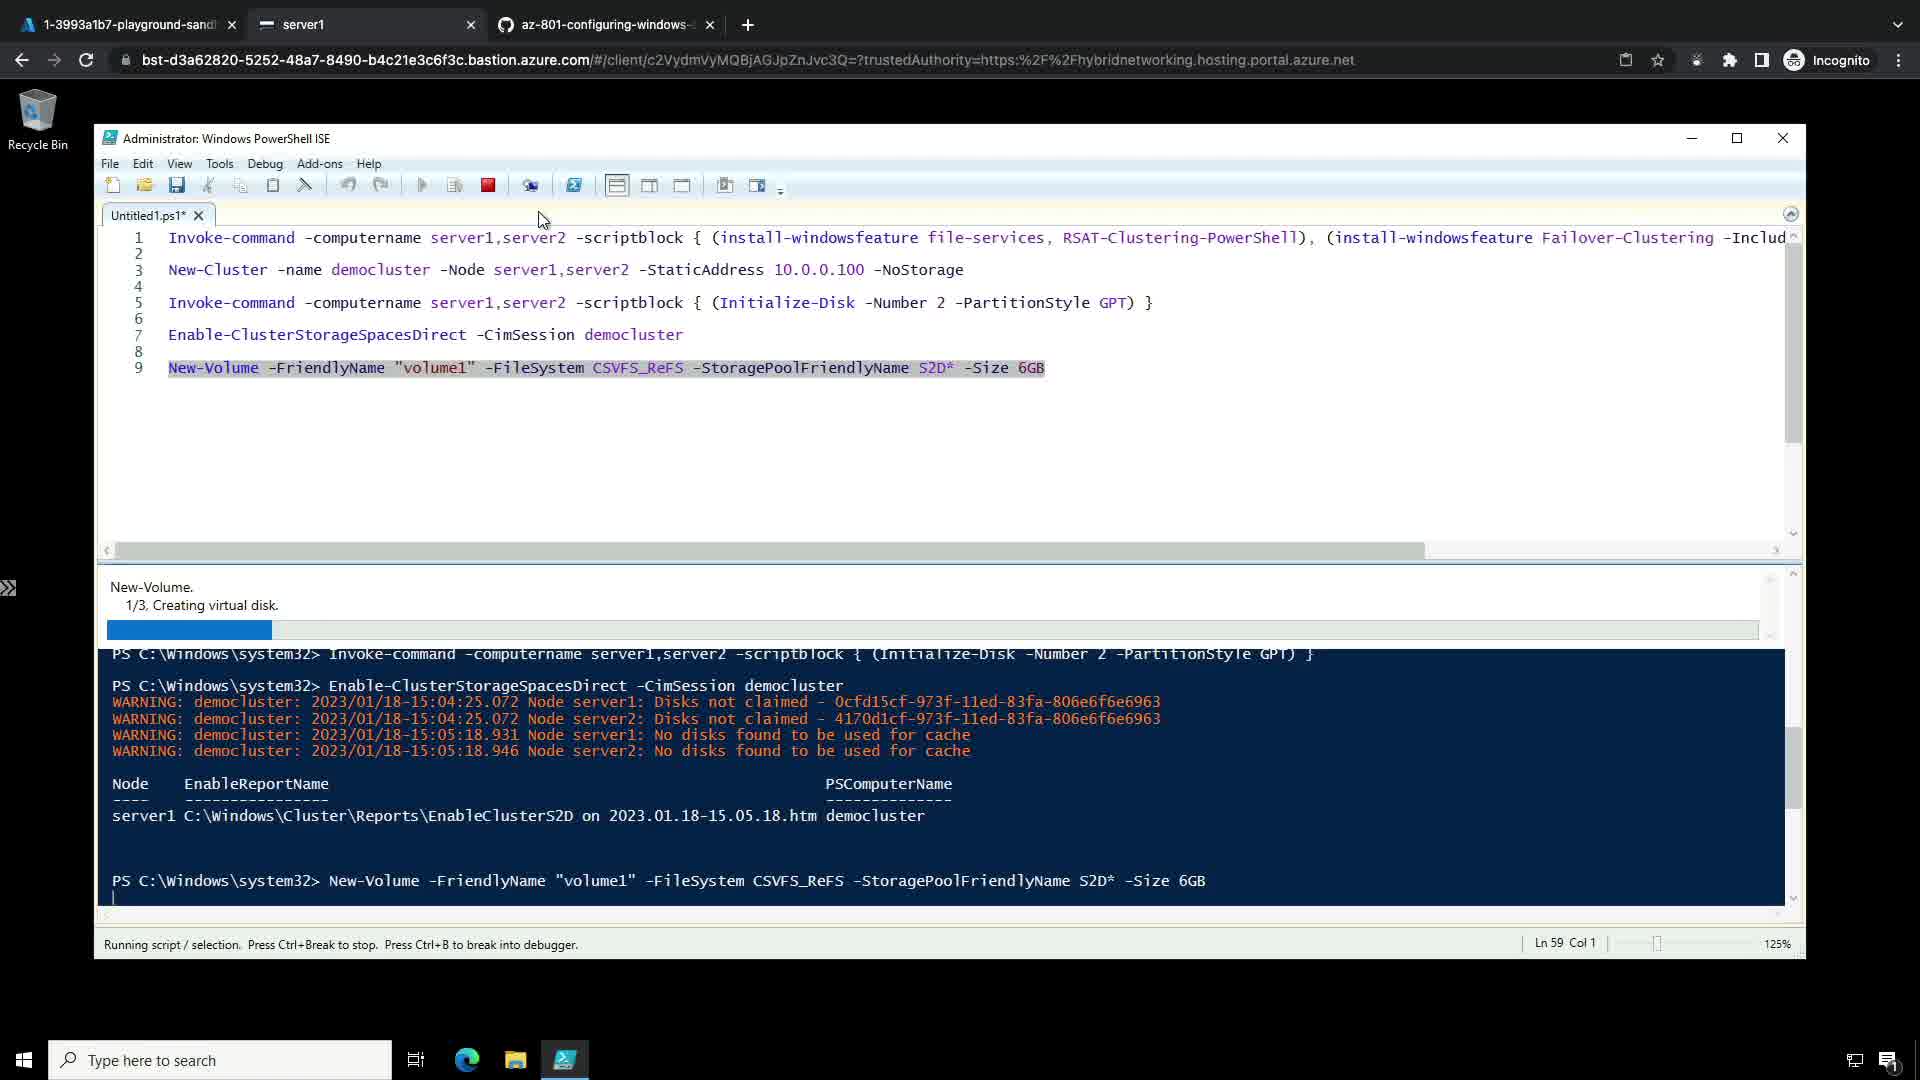 1-3993a1b7-playground-sand
server1
az-801-configuring-windows-
bst-d3a62820-5252-48a7-8490-b4c21e3c6f3c.bastion.azure.com/#/client/c2VydmVyMQBjAGJpZnJvc3Q=?trustedAuthority=https:%2F%2Fhybridnetworking.hosting.portal.azure.net
Incognito
Recycle Bin
Administrator: Windows PowerShell ISE
File Edit View Tools Debug Add-ons Help
Untitled1.ps1*
1 Invoke-command -computername server1,server2 -scriptblock { (install-windowsfeature file-services, RSAT-Clustering-PowerShell), (install-windowsfeature Failover-Clustering -Includ
2
3 New-Cluster -name democluster -Node server1,server2 -StaticAddress 10.0.0.100 -NoStorage
4
5 Invoke-command -computername server1,server2 -scriptblock { (Initialize-Disk -Number 2 -PartitionStyle GPT) }
6
7 Enable-ClusterStorageSpacesDirect -CimSession democluster
8
9 New-Volume -FriendlyName "volume1" -FileSystem CSVFS_ReFS -StoragePoolFriendlyName S2D* -Size 6GB
New-Volume.
1/3. Creating virtual disk.
PS C:\Windows\system32> Invoke-command -computername server1,server2 -scriptblock { (Initialize-Disk -Number 2 -PartitionStyle GPT) }
PS C:\Windows\system32> Enable-ClusterStorageSpacesDirect -CimSession democluster
WARNING: democluster: 2023/01/18-15:04:25.072 Node server1: Disks not claimed - 0cfd15cf-973f-11ed-83fa-806e6f6e6963
WARNING: democluster: 2023/01/18-15:04:25.072 Node server2: Disks not claimed - 4170d1cf-973f-11ed-83fa-806e6f6e6963
WARNING: democluster: 2023/01/18-15:05:18.931 Node server1: No disks found to be used for cache
WARNING: democluster: 2023/01/18-15:05:18.946 Node server2: No disks found to be used for cache
Node EnableReportName PSComputerName
---- ---------------- --------------
server1 C:\Windows\Cluster\Reports\EnableClusterS2D on 2023.01.18-15.05.18.htm democluster
PS C:\Windows\system32> New-Volume -FriendlyName "volume1" -FileSystem CSVFS_ReFS -StoragePoolFriendlyName S2D* -Size 6GB
Running script / selection. Press Ctrl+Break to stop. Press Ctrl+B to break into debugger.
Ln 59 Col 1
125%
Type here to search
1